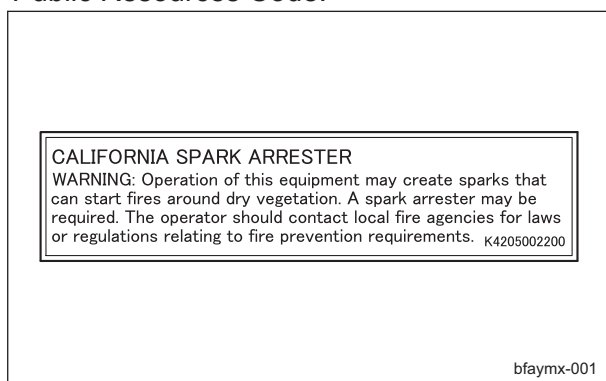 Public Resources Code.
CALIFORNIA SPARK ARRESTER
WARNING: Operation of this equipment may create sparks that
can start fires around dry vegetation. A spark arrester may be
required. The operator should contact local fire agencies for laws
or regulations relating to fire prevention requirements. K4205002200
bfaymx-001